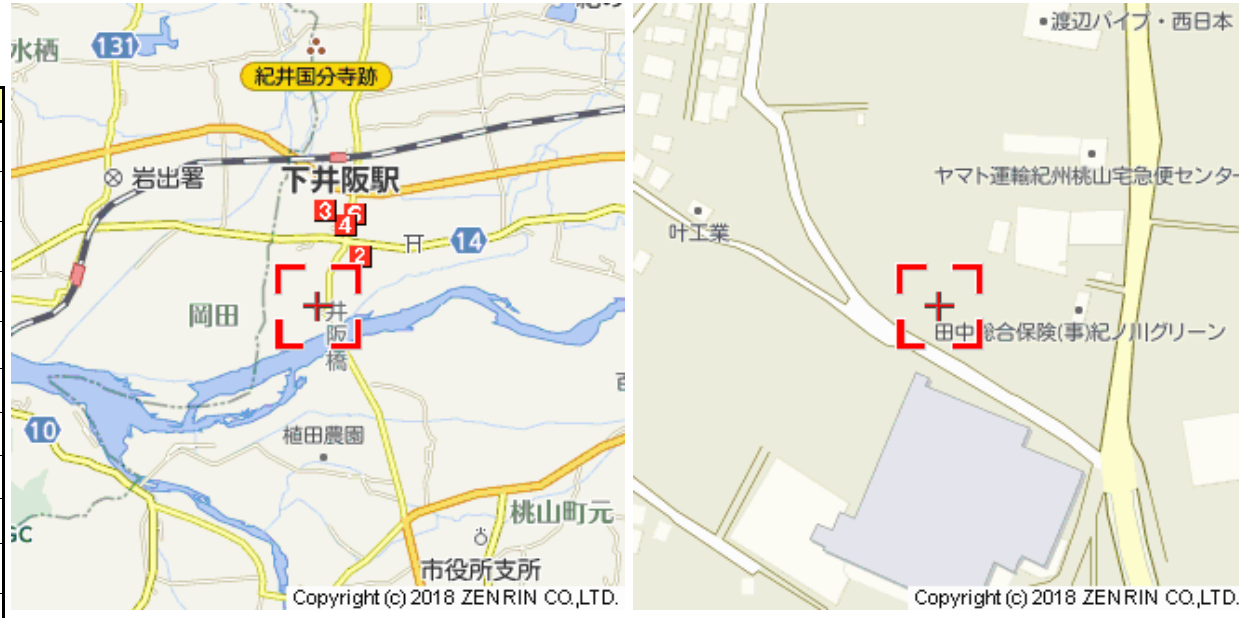 水栖
131
紀井国分寺跡
岩出署
下井阪駅
3
6
4
14
2
岡田
井阪橋
10
植田農園
桃山町元
市役所支所
Copyright (c) 2018 ZENRIN CO.,LTD.
渡辺パイプ・西日本
ヤマト運輸紀州桃山宅急便センター
叶工業
田中総合保険(事)紀ノ川グリーン
Copyright (c) 2018 ZENRIN CO.,LTD.